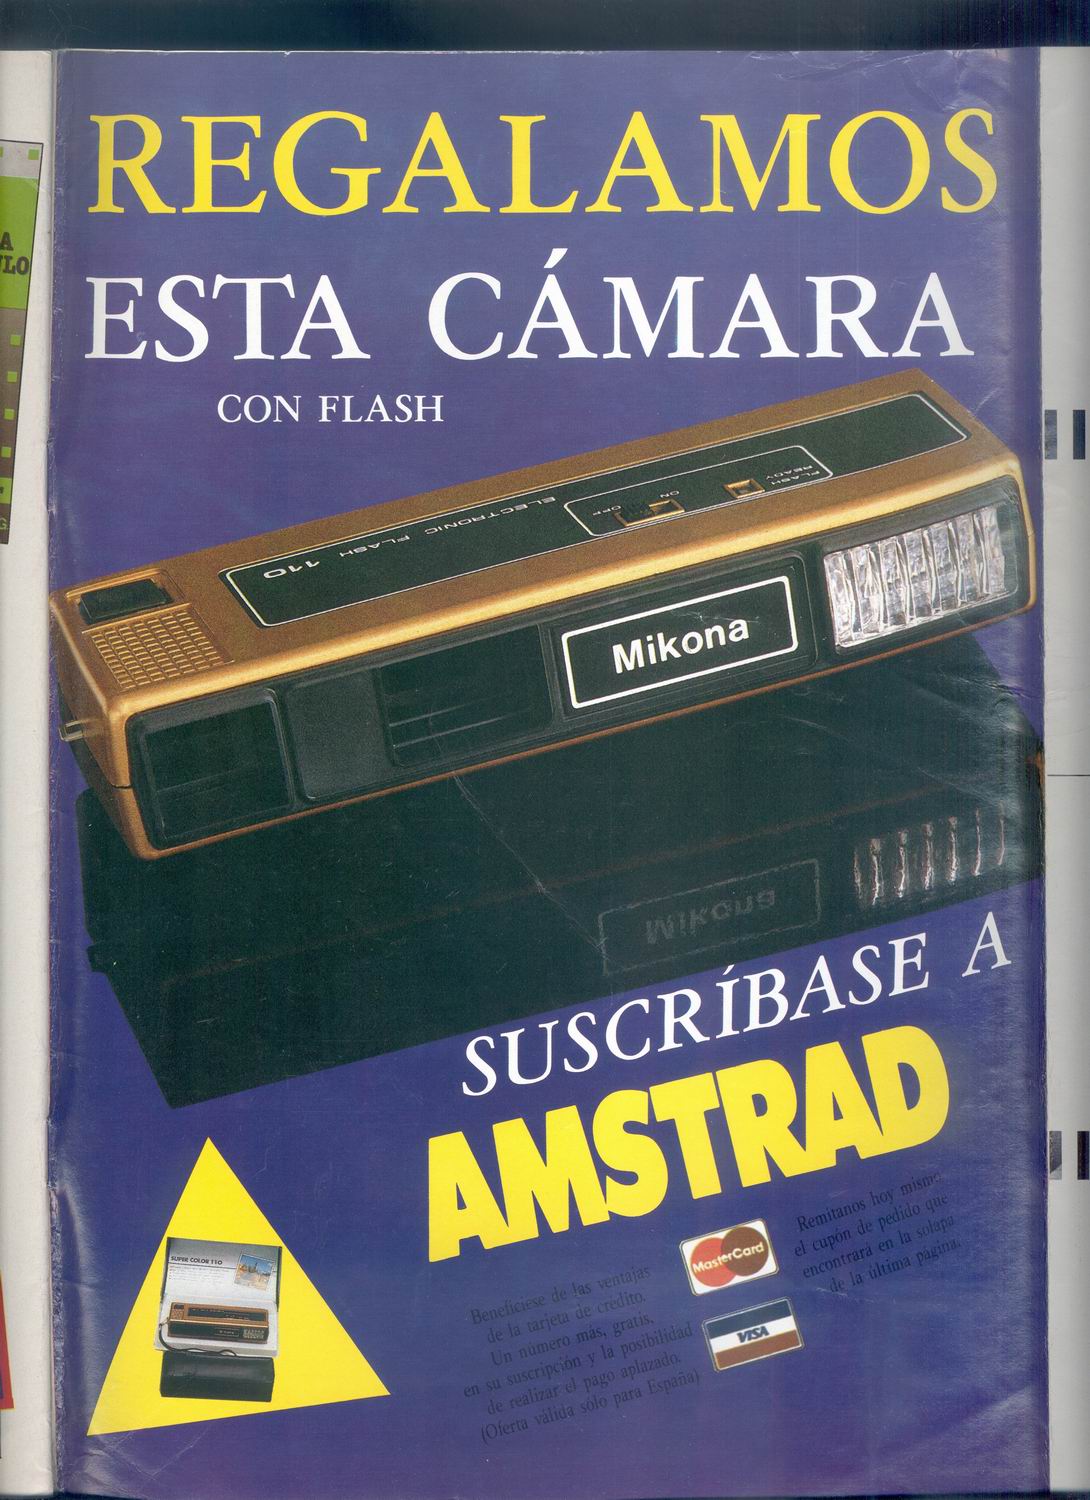 REGALAMOS
ESTA CÁMARA
CON FLASH
FLASH
READY
ON
OFF
ELECTRONIC FLASH 110
Mikona
Mikona
SUSCRÍBASE A
AMSTRAD
Remítanos hoy mismo
el cupón de pedido que
encontrará en la solapa
de la última página.
MasterCard
VISA
Benefíciese de las ventajas
de la tarjeta de crédito.
Un numero más, gratis,
en su suscripción y la posibilidad
de realizar el pago aplazado.
(Oferta válida sólo para España)
SUPER COLOR 110
A
LO